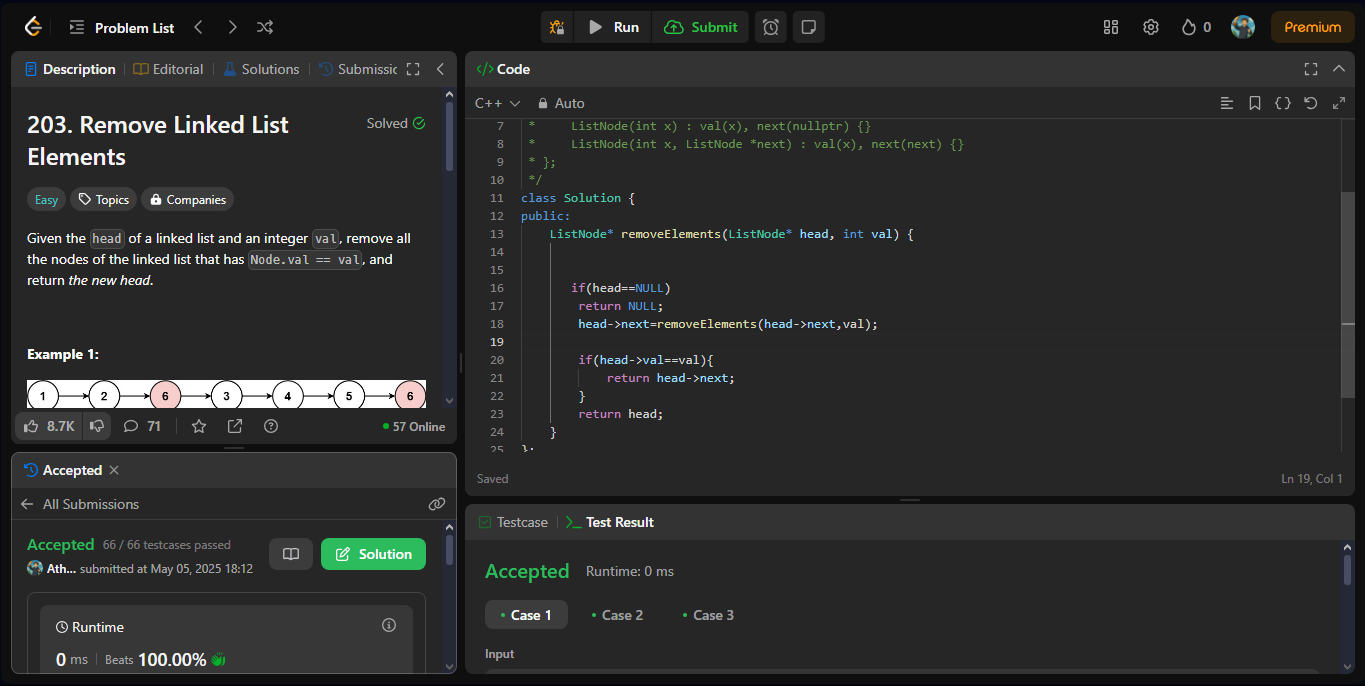 Problem List
Run
Submit
0
Premium
Description
Editorial
Solutions
Submissic
203. Remove Linked List
Elements
Solved
Easy
Topics
Companies
Given the head of a linked list and an integer val, remove all
the nodes of the linked list that has Node.val == val, and
return the new head.
Example 1:
1 2 6 3 4 5 6
8.7K
71
57 Online
Accepted
All Submissions
Accepted 66 / 66 testcases passed
Ath... submitted at May 05, 2025 18:12
Solution
Runtime
0 ms Beats 100.00%
</> Code
C++
Auto
7 *     ListNode(int x) : val(x), next(nullptr) {}
8 *     ListNode(int x, ListNode *next) : val(x), next(next) {}
9 * };
10 */
11 class Solution {
12 public:
13     ListNode* removeElements(ListNode* head, int val) {
14
15
16        if(head==NULL)
17         return NULL;
18         head->next=removeElements(head->next,val);
19
20         if(head->val==val){
21             return head->next;
22         }
23         return head;
24     }
25 };
Saved
Ln 19, Col 1
Testcase
Test Result
Accepted
Runtime: 0 ms
Case 1
Case 2
Case 3
Input